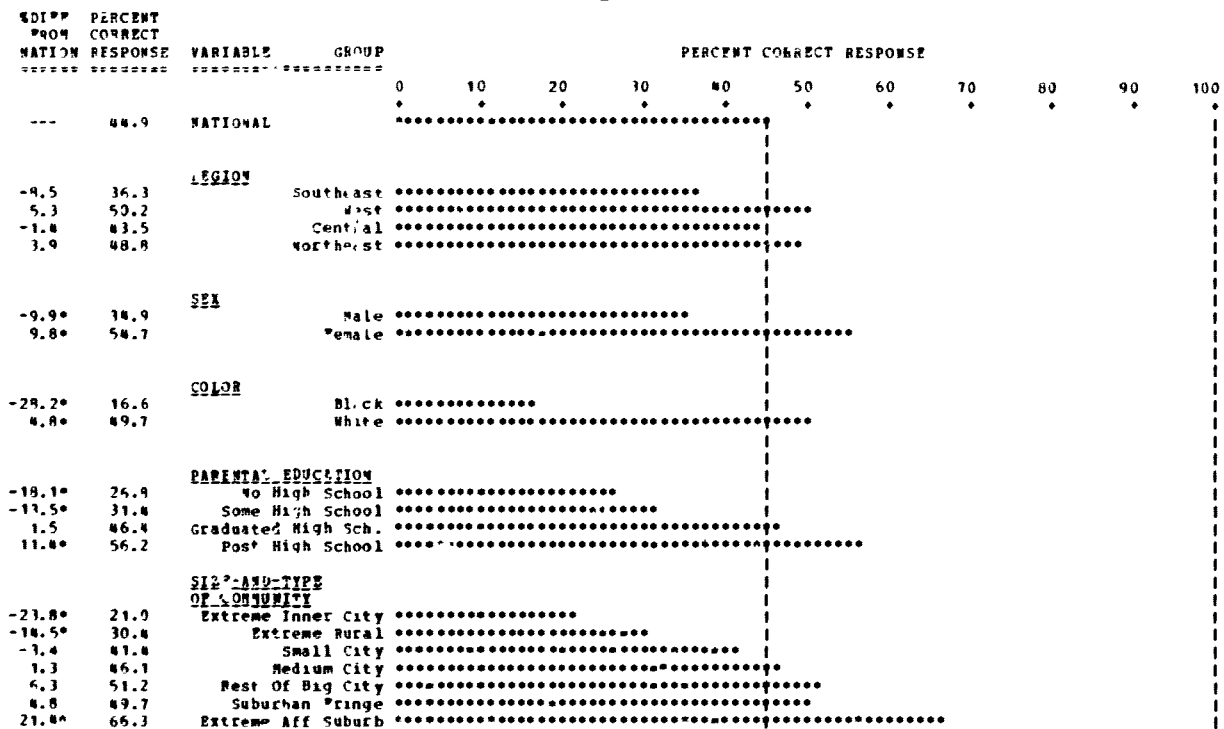 %DIFF PERCENT
FROM CORRECT
NATION RESPONSE VARIABLE GROUP PERCENT CORRECT RESPONSE
0 10 20 30 40 50 60 70 80 90 100
--- 44.9 NATIONAL
REGION
-8.5 36.3 Southeast
5.3 50.2 West
-1.4 43.5 Central
3.9 48.8 Northeast
SEX
-9.9* 34.9 Male
9.8* 54.7 Female
COLOR
-28.2* 16.6 Black
4.8* 49.7 White
PARENTAL EDUCATION
-18.1* 26.8 No High School
-13.5* 31.4 Some High School
1.5 46.4 Graduated High Sch.
11.4* 56.2 Post High School
SIZE-AND-TYPE
OF COMMUNITY
-23.8* 21.0 Extreme Inner City
-14.5* 30.4 Extreme Rural
-3.4 41.4 Small City
1.3 46.1 Medium City
6.3 51.2 Rest Of Big City
4.8 49.7 Suburban Fringe
21.4* 66.3 Extreme Aff Suburb